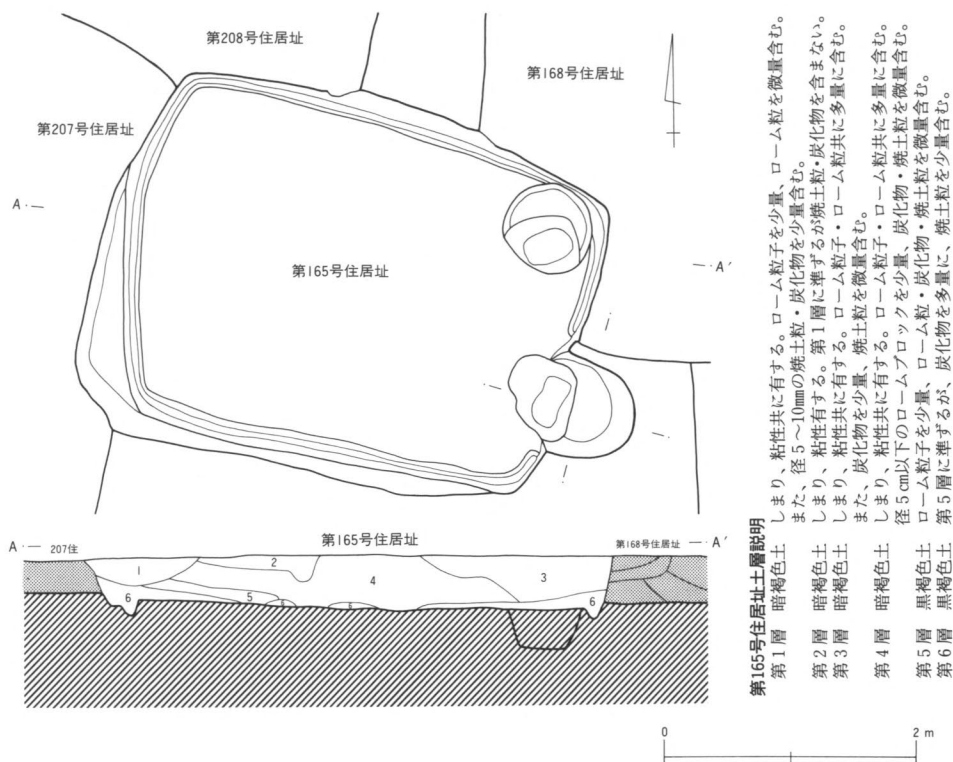 第208号住居址
第168号住居址
第207号住居址
A
第165号住居址
A′
A 207住
第165号住居址
第168号住居址 A′
1
2
3
4
5
6
6
6
6
0
2 m
第165号住居址土層説明
第1層 暗褐色土 しまり、粘性共に有する。ローム粒子を少量、ローム粒を微量含む。
また、径5〜10mmの焼土粒・炭化物を少量含む。
第2層 暗褐色土 しまり、粘性有する。第1層に準ずるが焼土粒・炭化物を含まない。
第3層 暗褐色土 しまり、粘性共に有する。ローム粒子・ローム粒共に多量に含む。
また、炭化物を少量、焼土粒を微量含む。
第4層 暗褐色土 しまり、粘性共に有する。ローム粒子・ローム粒共に多量に含む。
径5cm以下のロームブロックを少量、炭化物・焼土粒を微量含む。
第5層 黒褐色土 ローム粒子を少量、ローム粒・炭化物・焼土粒を微量含む。
第6層 黒褐色土 第5層に準ずるが、炭化物を多量に、焼土粒を少量含む。